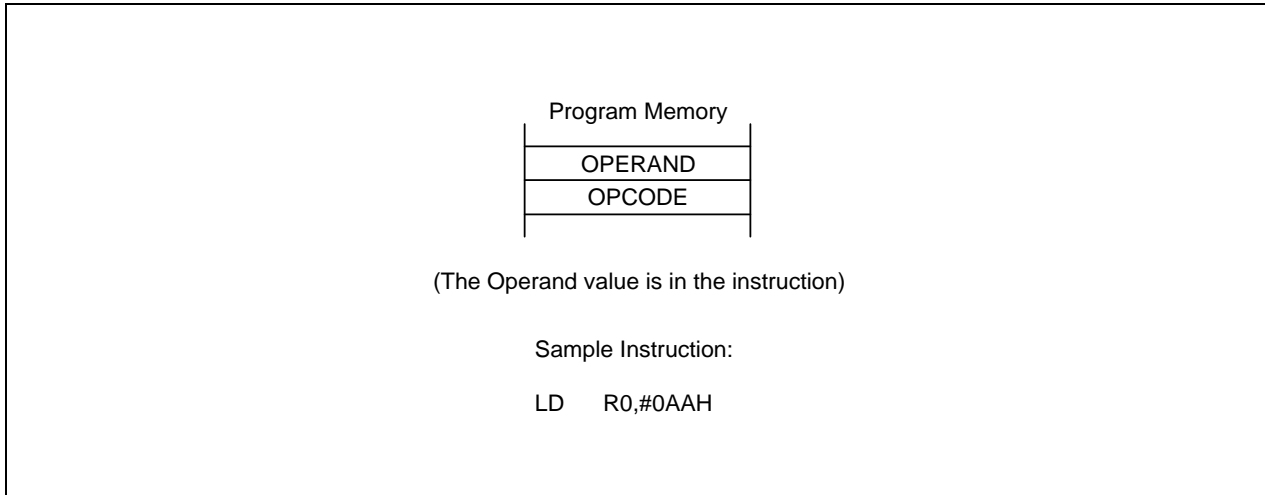 Program Memory
OPERAND
OPCODE
(The Operand value is in the instruction)
Sample Instruction:
LD R0,#0AAH